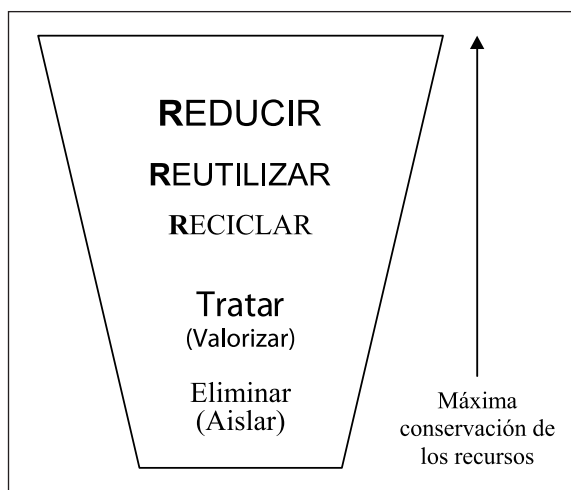 REDUCIR
REUTILIZAR
RECICLAR
Tratar
(Valorizar)
Eliminar
(Aislar)
Máxima
conservación de
los recursos